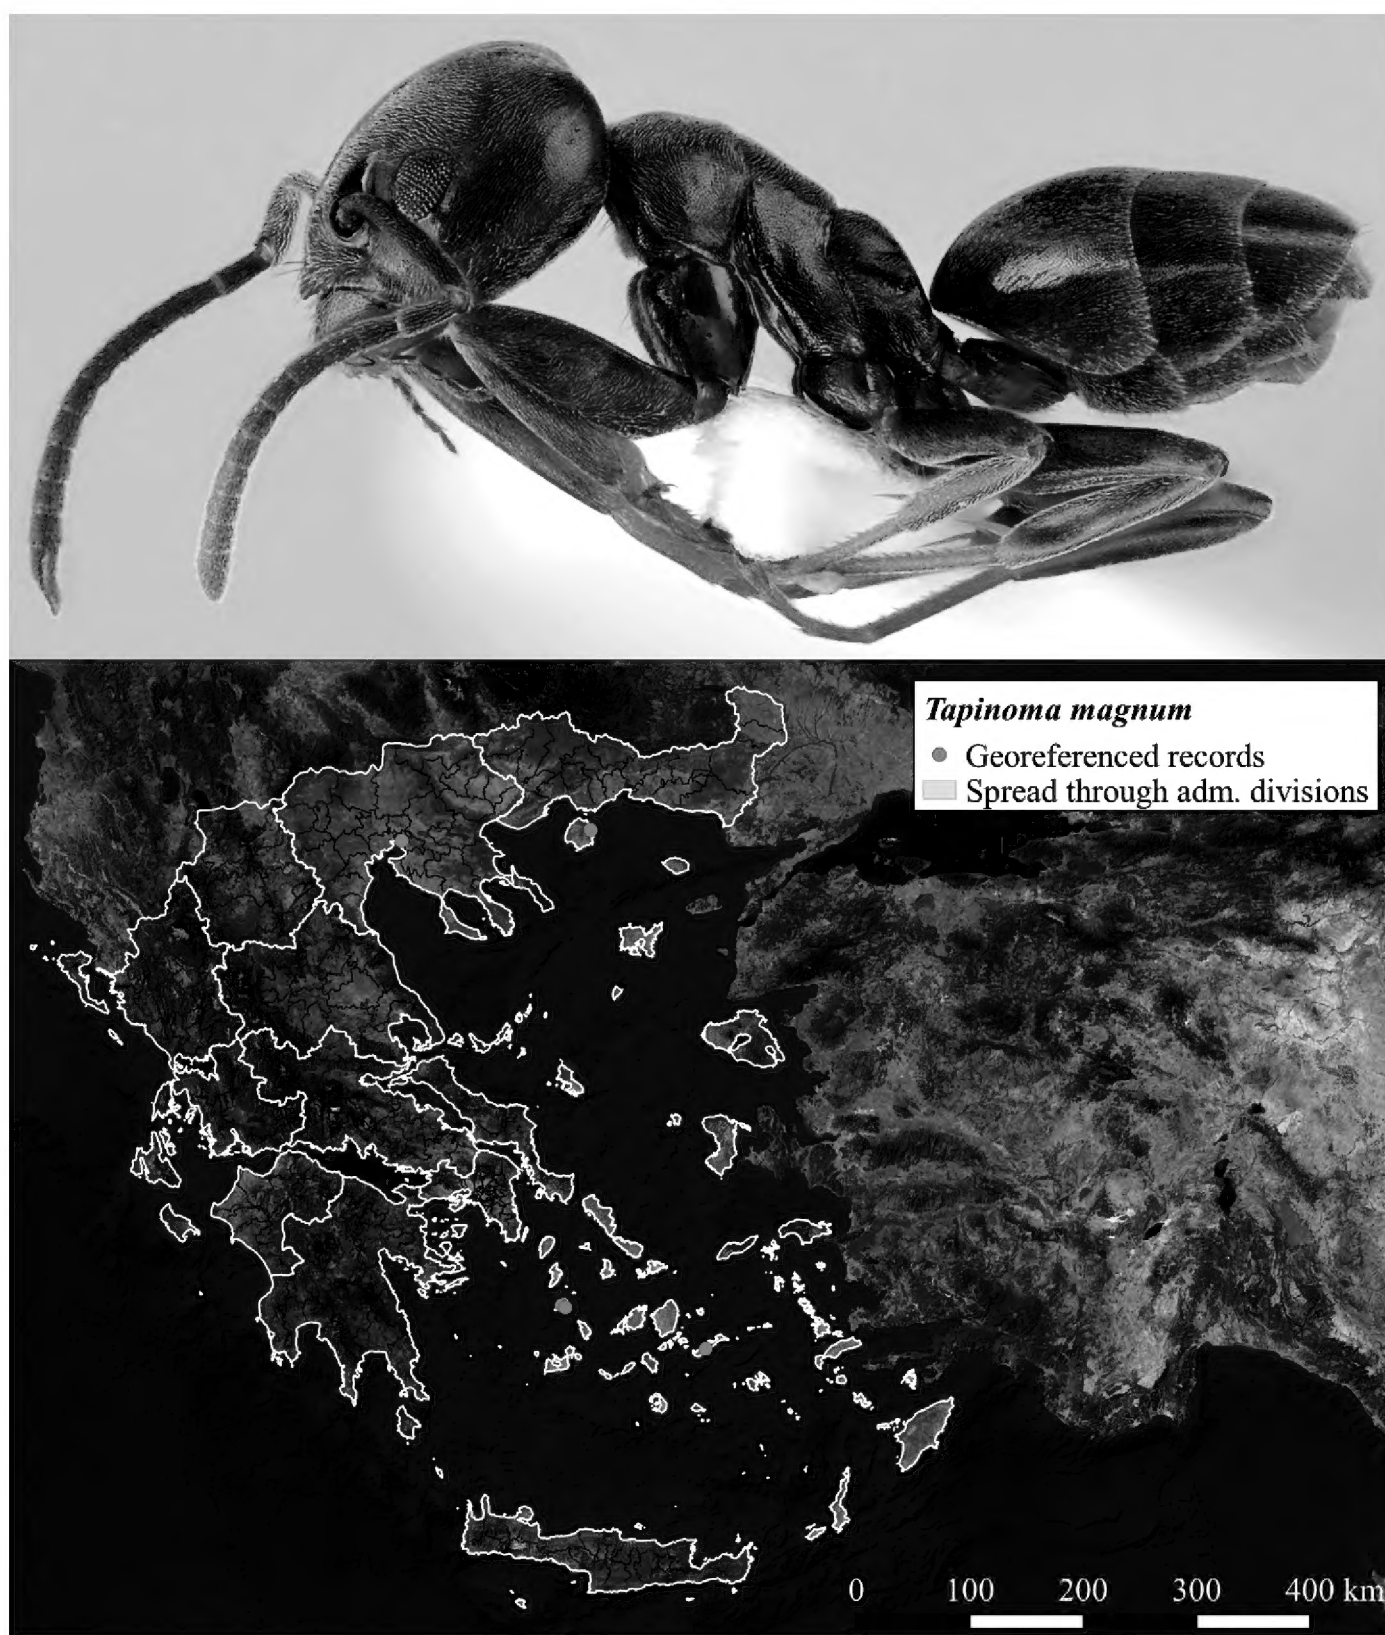 Tapinoma magnum
Georeferenced records
Spread through adm. divisions
0 100 200 300 400 km